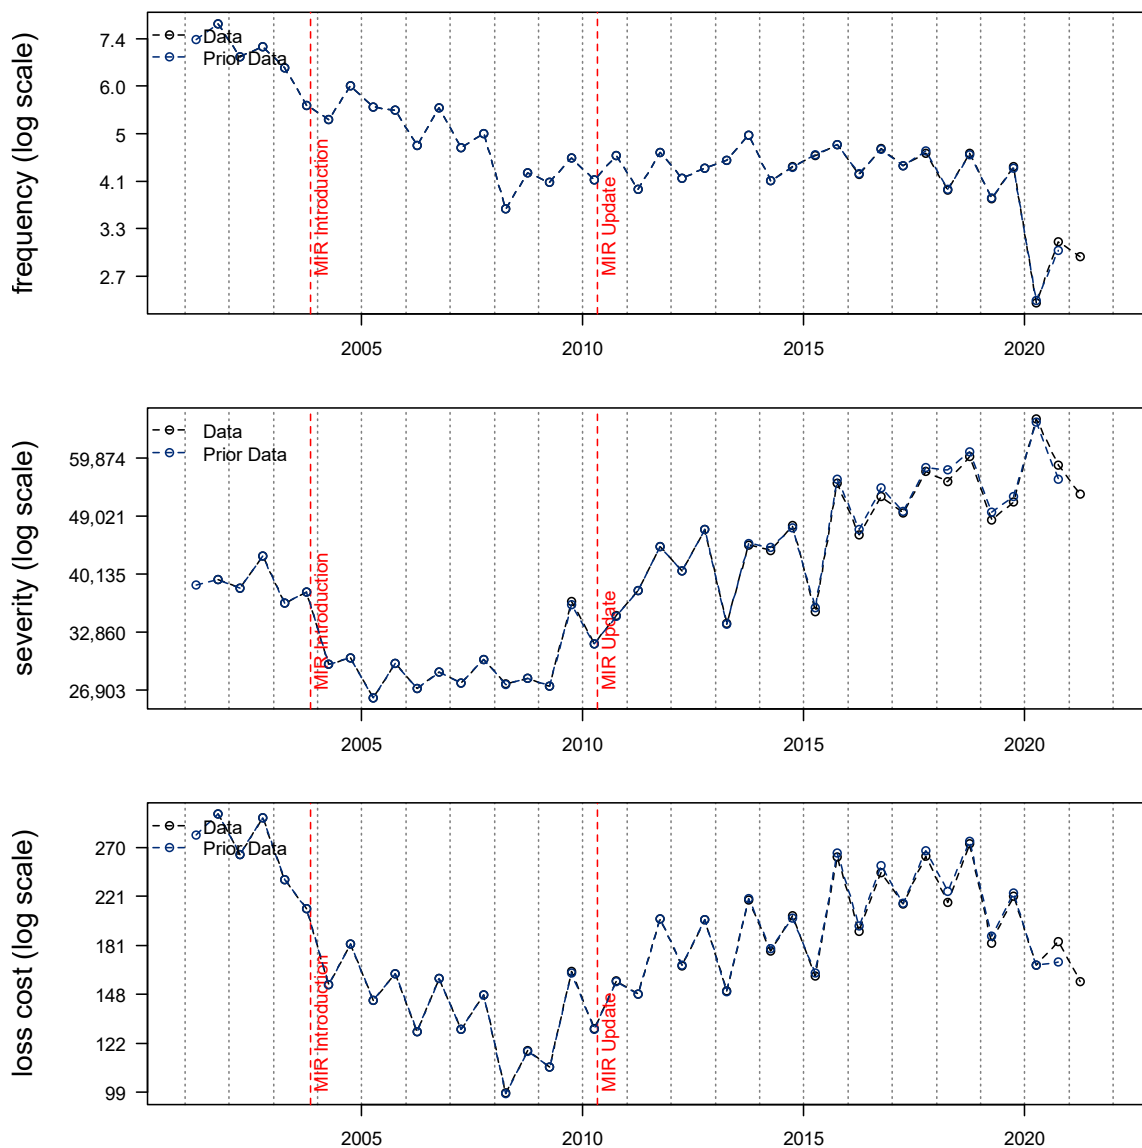 frequency (log scale)
7.4
6.0
5
4.1
3.3
2.7
Data
Prior Data
MIR Introduction
MIR Update
2005
2010
2015
2020
severity (log scale)
59,874
49,021
40,135
32,860
26,903
Data
Prior Data
MIR Introduction
MIR Update
2005
2010
2015
2020
loss cost (log scale)
270
221
181
148
122
99
Data
Prior Data
MIR Introduction
MIR Update
2005
2010
2015
2020